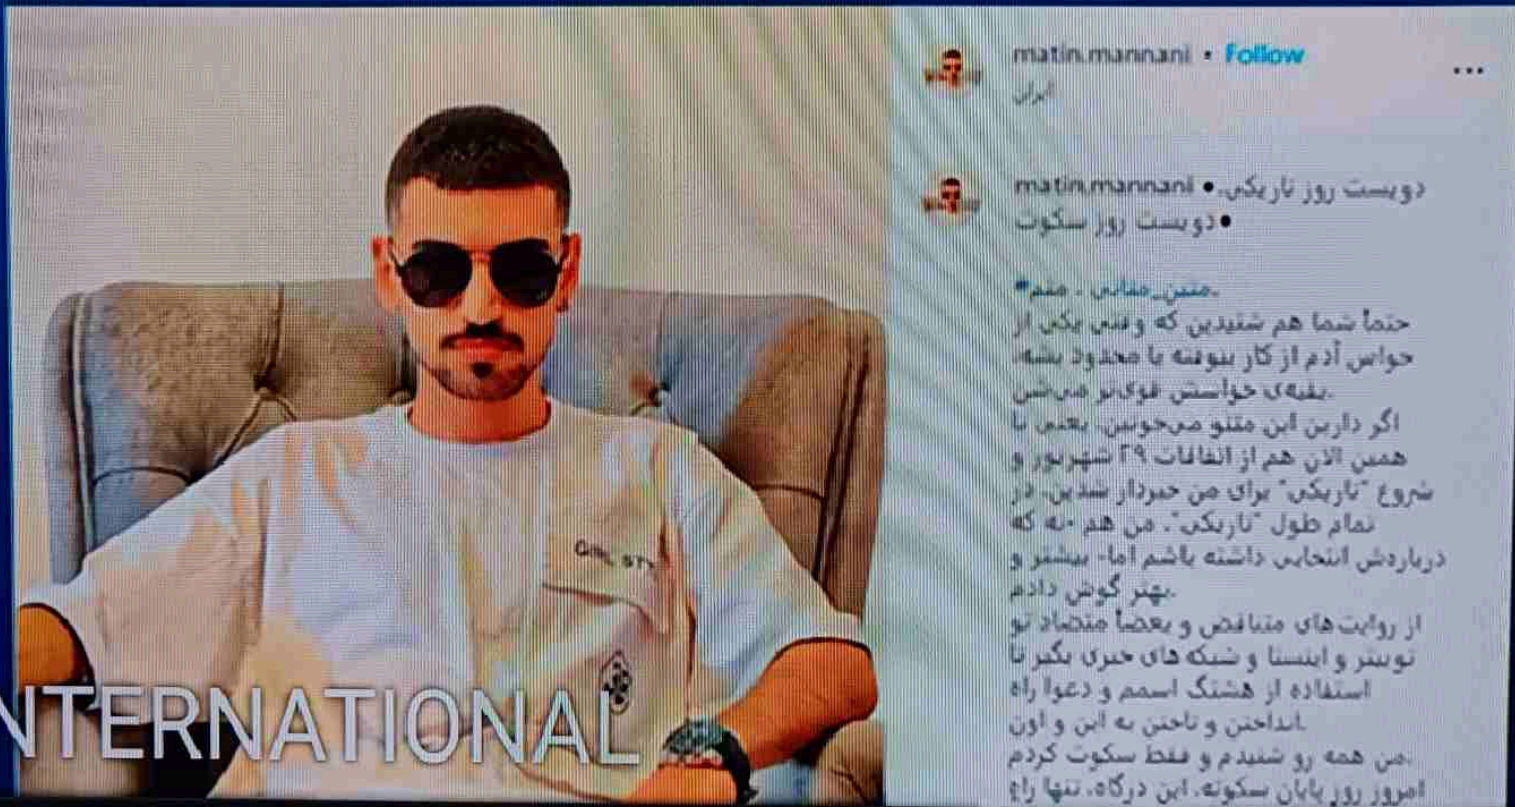 matin.mannani • Follow
ایران
matin.mannani ●.دویست روز تاریکی
●دویست روز سکوت
#متین_منانی . منم.
حتماً شما هم شنیدین که وقتی یکی از
حواس آدم از کار بیوفته یا محدود بشه،
بقیه‌ی حواسش قوی‌تر می‌شن.
اگر دارین این متنو می‌خونین، یعنی تا
همین الان هم از اتفاقات ۲۹ شهریور و
شروع "تاریکی" برای من خبردار شدین. در
تمام طول "تاریکی"، من هم -نه که
درباره‌ش انتخابی داشته باشم اما- بیشتر و
بهتر گوش دادم.
از روایت‌های متناقض و بعضاً متضاد تو
توییتر و اینستا و شبکه های خبری بگیر تا
استفاده از هشتگ اسمم و دعوا راه
انداختن و تاختن به این و اون.
من همه رو شنیدم و فقط سکوت کردم.
امروز روز پایان سکوته. این درگاه، تنها راه
GIRL ST
NTERNATIONAL